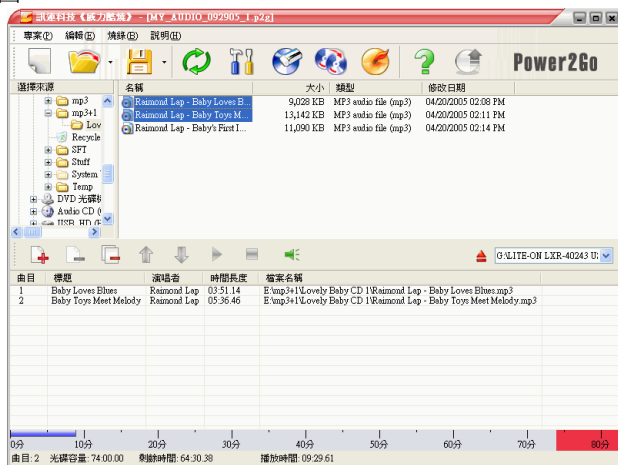 訊連科技《威力酷燒》 - [MY_AUDIO_092905_1.p2g]
專案(P) 編輯(E) 燒錄(B) 說明(H)
Power2Go
選擇來源 名稱 大小 類型 修改日期
mp3 Raimond Lap - Baby Loves B... 9,028 KB MP3 audio file (mp3) 04/20/2005 02:08 PM
mp3+1 Raimond Lap - Baby Toys M... 13,142 KB MP3 audio file (mp3) 04/20/2005 02:11 PM
Lov Raimond Lap - Baby's First I... 11,090 KB MP3 audio file (mp3) 04/20/2005 02:14 PM
Recycle
SFT
Stuff
System
Temp
DVD 光碟機
Audio CD (
USB_HD
G:\LITE-ON LXR-40243 U:
曲目 標題 演唱者 時間長度 檔案名稱
1 Baby Loves Blues Raimond Lap 03:51.14 E:\mp3+1\Lovely Baby CD 1\Raimond Lap - Baby Loves Blues.mp3
2 Baby Toys Meet Melody Raimond Lap 05:36.46 E:\mp3+1\Lovely Baby CD 1\Raimond Lap - Baby Toys Meet Melody.mp3
0分 10分 20分 30分 40分 50分 60分 70分 80分
曲目: 2 光碟容量: 74:00.00 剩餘時間: 64:30.38 播放時間: 09:29.61